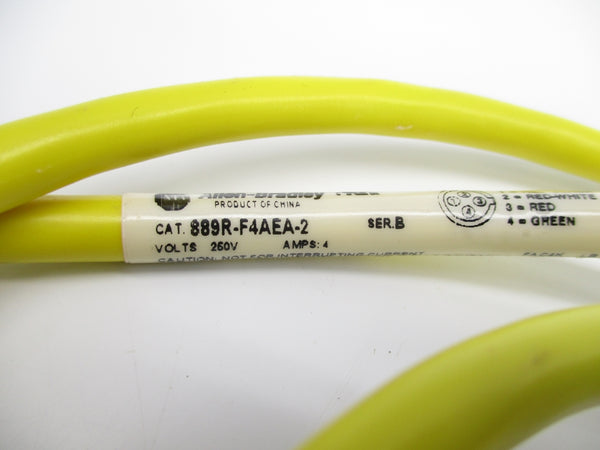 Allen-Bradley
PRODUCT OF CHINA
CAT. 889R-F4AEA-2 SER.B
VOLTS 250V AMPS: 4
CAUTION: NOT FOR INTERRUPTING CURRENT
2 = RED-WHITE
3 = RED
4 = GREEN